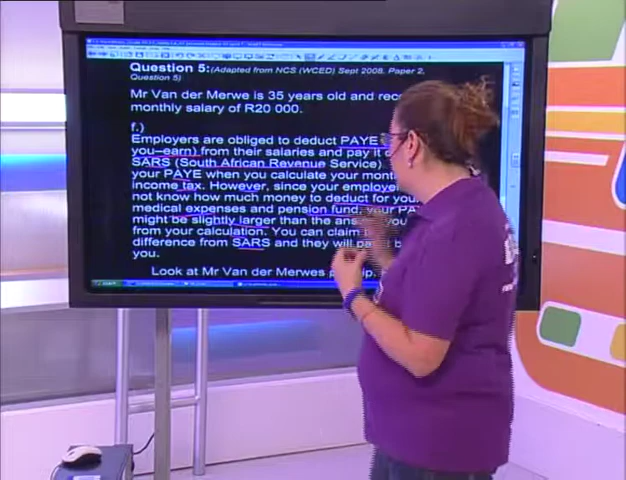 Question 5:(Adapted from NCS (WCED) Sept 2008, Paper 2,
Question 5)
Mr Van der Merwe is 35 years old and rec
monthly salary of R20 000.
f.)
Employers are obliged to deduct PAYE
you–earn) from their salaries and pay it
SARS (South African Revenue Service)
your PAYE when you calculate your mont
income tax. However, since your employe
not know how much money to deduct for your
medical expenses and pension fund, your PA
might be slightly larger than the ans
from your calculation. You can claim t
difference from SARS and they will pa
you.
Look at Mr Van der Merwes p